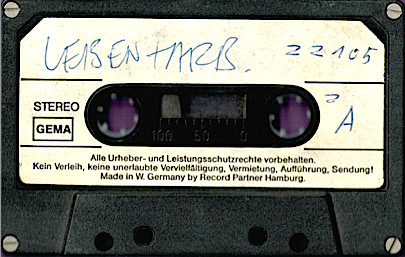 22105
STEREO
GEMA
A
100 50 0
Alle Urheber- und Leistungsschutzrechte vorbehalten.
Kein Verleih, keine unerlaubte Vervielfältigung, Vermietung, Aufführung, Sendung!
Made in W. Germany by Record Partner Hamburg.